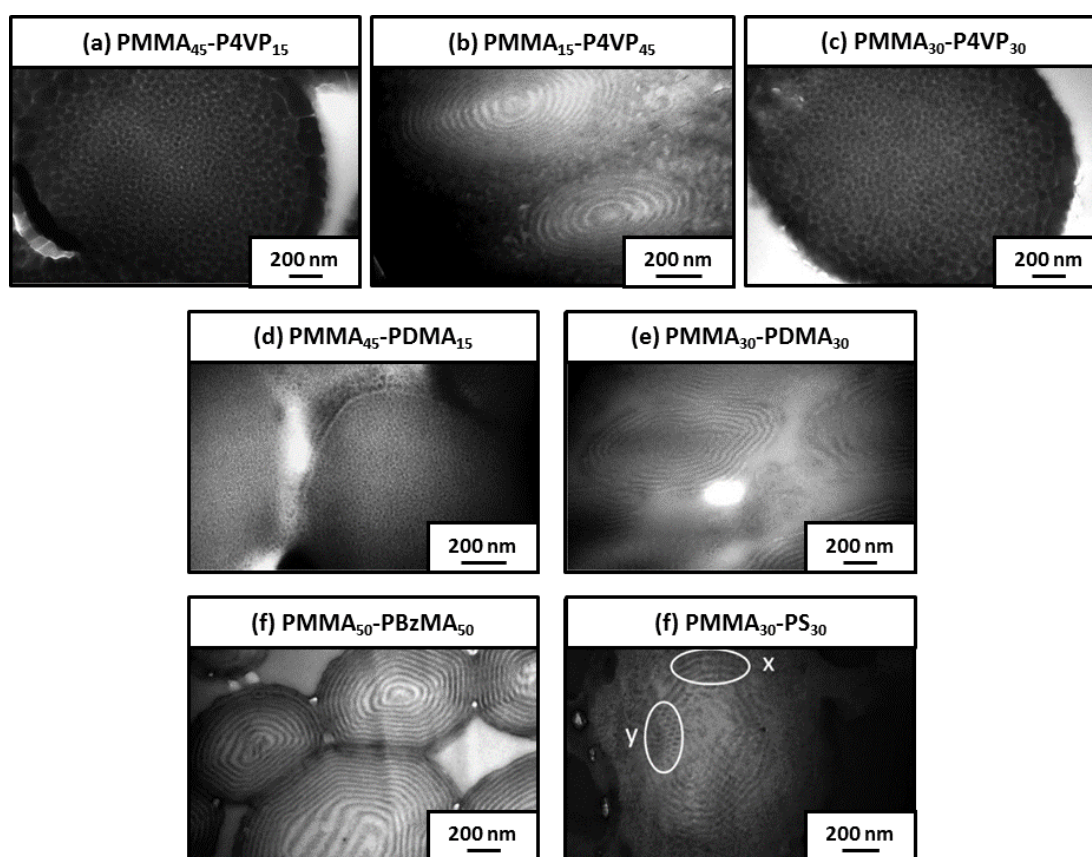 (a) PMMA₄₅-P4VP₁₅
(b) PMMA₁₅-P4VP₄₅
(c) PMMA₃₀-P4VP₃₀
200 nm
200 nm
200 nm
(d) PMMA₄₅-PDMA₁₅
(e) PMMA₃₀-PDMA₃₀
200 nm
200 nm
(f) PMMA₅₀-PBzMA₅₀
(f) PMMA₃₀-PS₃₀
x
y
200 nm
200 nm